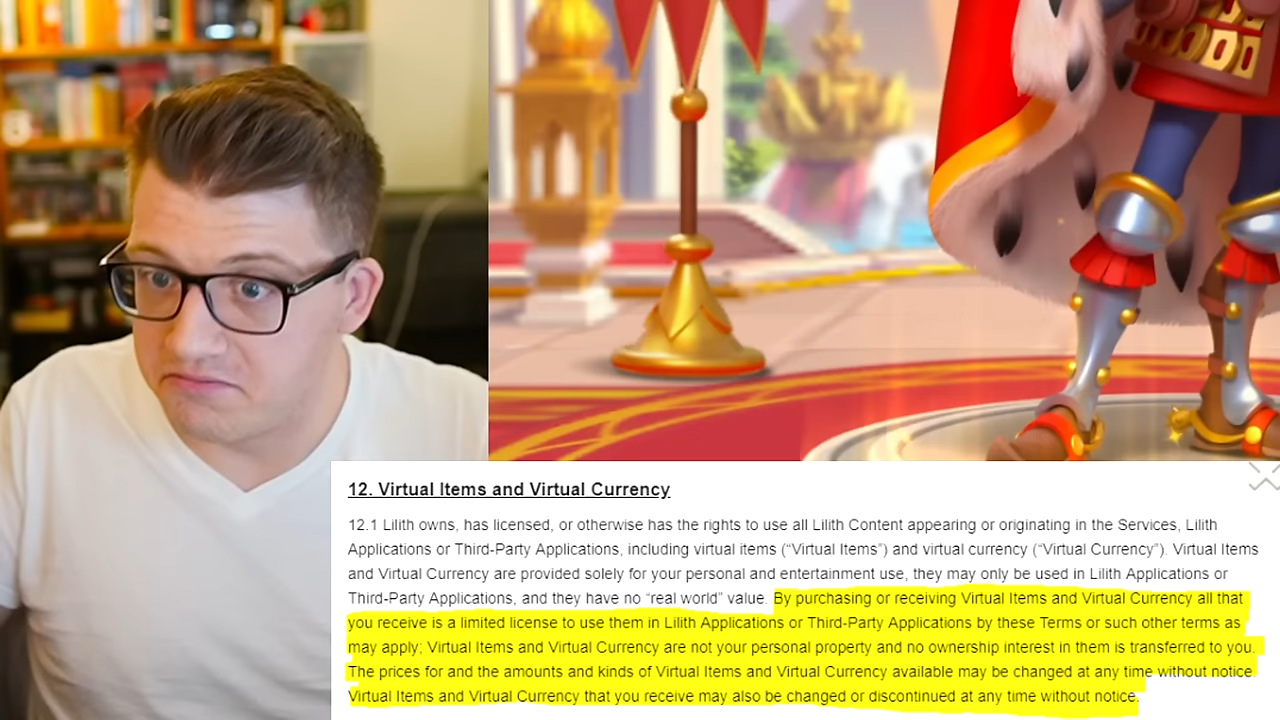 12. Virtual Items and Virtual Currency
12.1 Lilith owns, has licensed, or otherwise has the rights to use all Lilith Content appearing or originating in the Services, Lilith
Applications or Third-Party Applications, including virtual items (“Virtual Items”) and virtual currency (“Virtual Currency”). Virtual Items
and Virtual Currency are provided solely for your personal and entertainment use, they may only be used in Lilith Applications or
Third-Party Applications, and they have no “real world” value. By purchasing or receiving Virtual Items and Virtual Currency all that
you receive is a limited license to use them in Lilith Applications or Third-Party Applications by these Terms or such other terms as
may apply; Virtual Items and Virtual Currency are not your personal property and no ownership interest in them is transferred to you.
The prices for and the amounts and kinds of Virtual Items and Virtual Currency available may be changed at any time without notice
Virtual Items and Virtual Currency that you receive may also be changed or discontinued at any time without notice.